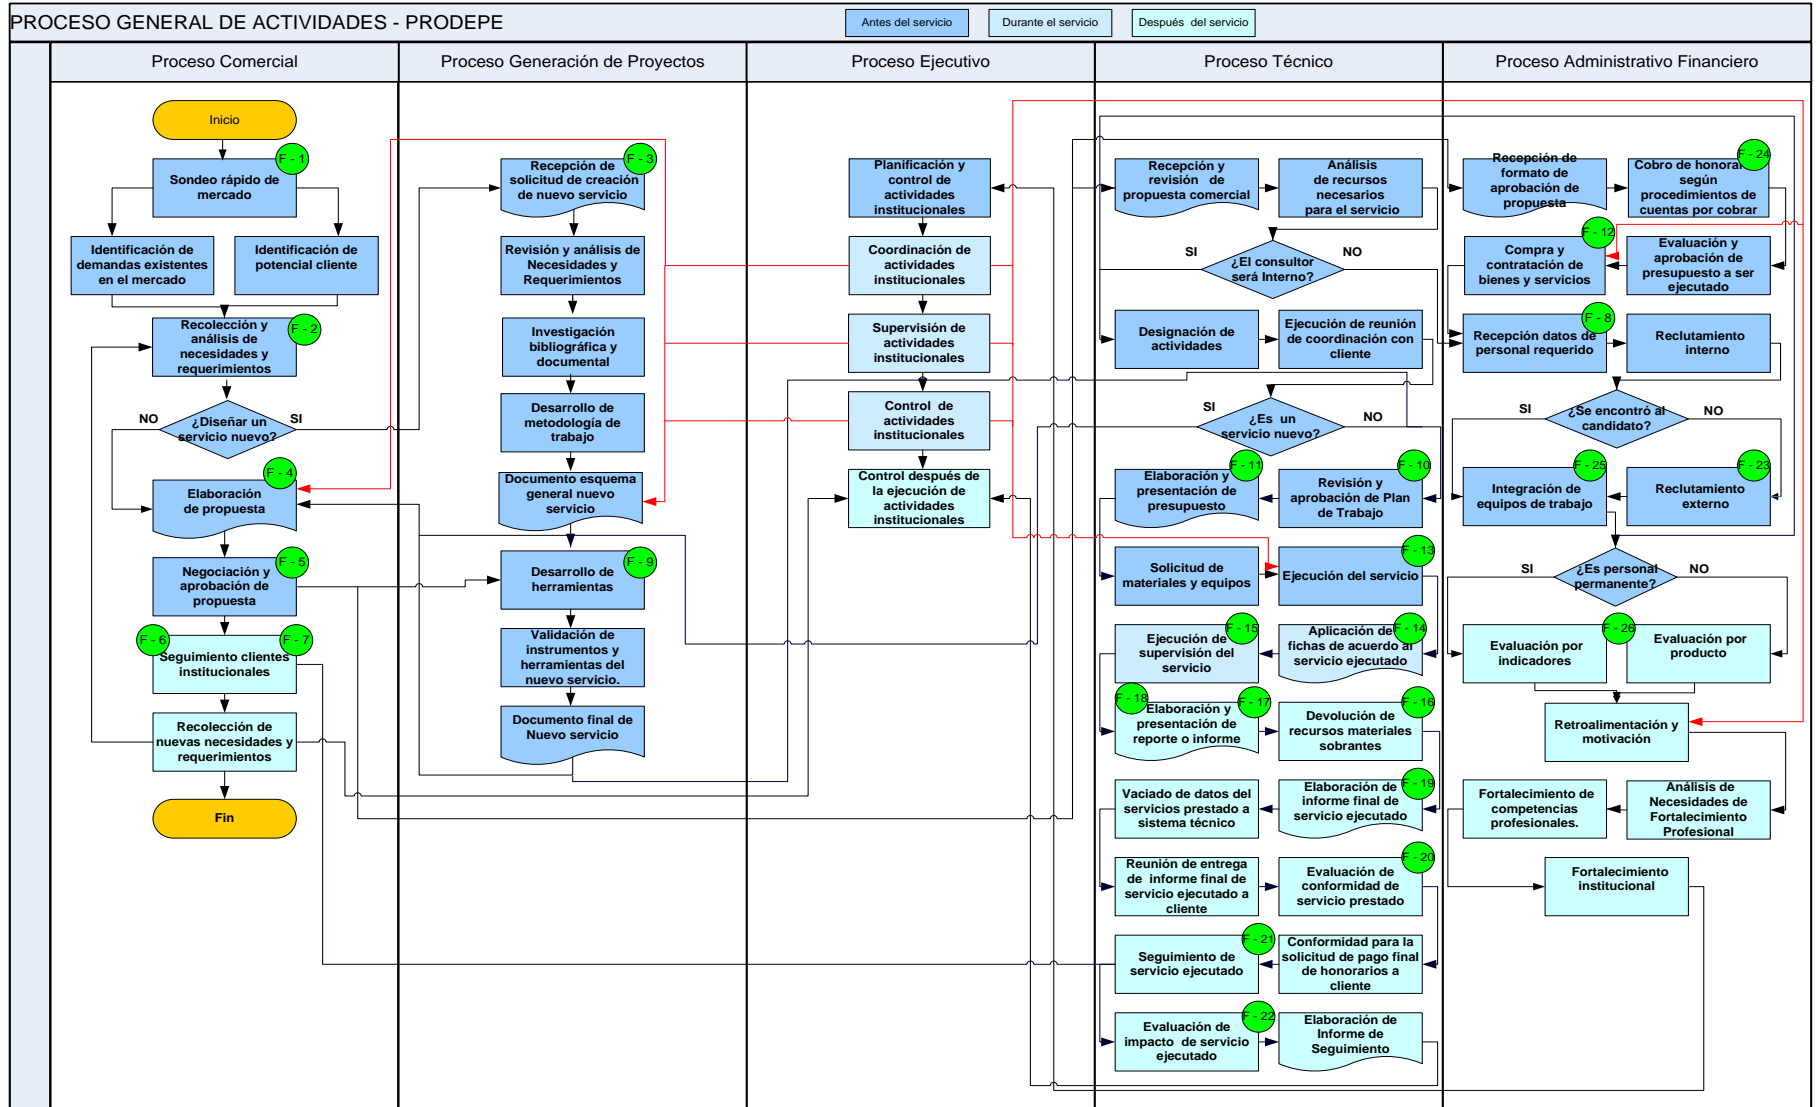 PROCESO GENERAL DE ACTIVIDADES - PRODEPE
Antes del servicio
Durante el servicio
Después  del servicio
Proceso Comercial
Proceso Generación de Proyectos
Proceso Ejecutivo
Proceso Técnico
Proceso Administrativo Financiero
Inicio
F - 1
Sondeo rápido de
mercado
Identificación de
demandas existentes
en el mercado
Identificación de
potencial cliente
F - 2
Recolección y
análisis de
necesidades y
requerimientos
NO
¿Diseñar un
servicio nuevo?
SI
F - 4
Elaboración
de propuesta
F - 5
Negociación y
aprobación de
propuesta
F - 6
F - 7
Seguimiento clientes
institucionales
Recolección de
nuevas necesidades y
requerimientos
Fin
F - 3
Recepción de
solicitud de creación
de nuevo servicio
Revisión y análisis de
Necesidades y
Requerimientos
Investigación
bibliográfica y
documental
Desarrollo de
metodología de
trabajo
Documento esquema
general nuevo
servicio
F - 9
Desarrollo de
herramientas
Validación de
instrumentos y
herramientas del
nuevo servicio.
Documento final de
Nuevo servicio
Planificación y
control de
actividades
institucionales
Coordinación de
actividades
institucionales
Supervisión de
actividades
institucionales
Control  de
actividades
institucionales
Control después de
la ejecución de
actividades
institucionales
Recepción y
revisión  de
propuesta comercial
Análisis
de recursos
necesarios
para el servicio
SI
¿El consultor
será Interno?
NO
Designación de
actividades
Ejecución de reunión
de coordinación con
cliente
SI
¿Es  un
servicio nuevo?
NO
F - 11
Elaboración y
presentación de
presupuesto
F - 10
Revisión y
aprobación de Plan
de Trabajo
Solicitud de
materiales y equipos
F - 13
Ejecución del servicio
F - 15
Ejecución de
supervisión del
servicio
F - 14
Aplicación de
fichas de acuerdo al
servicio ejecutado
F - 18
F - 17
Elaboración y
presentación de
reporte o informe
F - 16
Devolución de
recursos materiales
sobrantes
Vaciado de datos del
servicios prestado a
sistema técnico
F - 19
Elaboración de
informe final de
servicio ejecutado
Reunión de entrega
de  informe final de
servicio ejecutado a
cliente
F - 20
Evaluación de
conformidad de
servicio prestado
F - 21
Seguimiento de
servicio ejecutado
Conformidad para la
solicitud de pago final
de honorarios a
cliente
F - 22
Evaluación de
impacto  de servicio
ejecutado
Elaboración de
Informe de
Seguimiento
Recepción de
formato de
aprobación de
propuesta
F - 24
Cobro de
según
procedimientos de
cuentas por cobrar
F - 12
Compra y
contratación de
bienes y servicios
Evaluación y
aprobación de
presupuesto a ser
ejecutado
F - 8
Recepción datos de
personal requerido
Reclutamiento
interno
SI
¿Se encontró al
candidato?
NO
F - 25
Integración de
equipos de trabajo
F - 23
Reclutamiento
externo
SI
¿Es personal
permanente?
NO
F - 26
Evaluación por
indicadores
Evaluación por
producto
Retroalimentación y
motivación
Fortalecimiento de
competencias
profesionales.
Análisis de
Necesidades de
Fortalecimiento
Profesional
Fortalecimiento
institucional